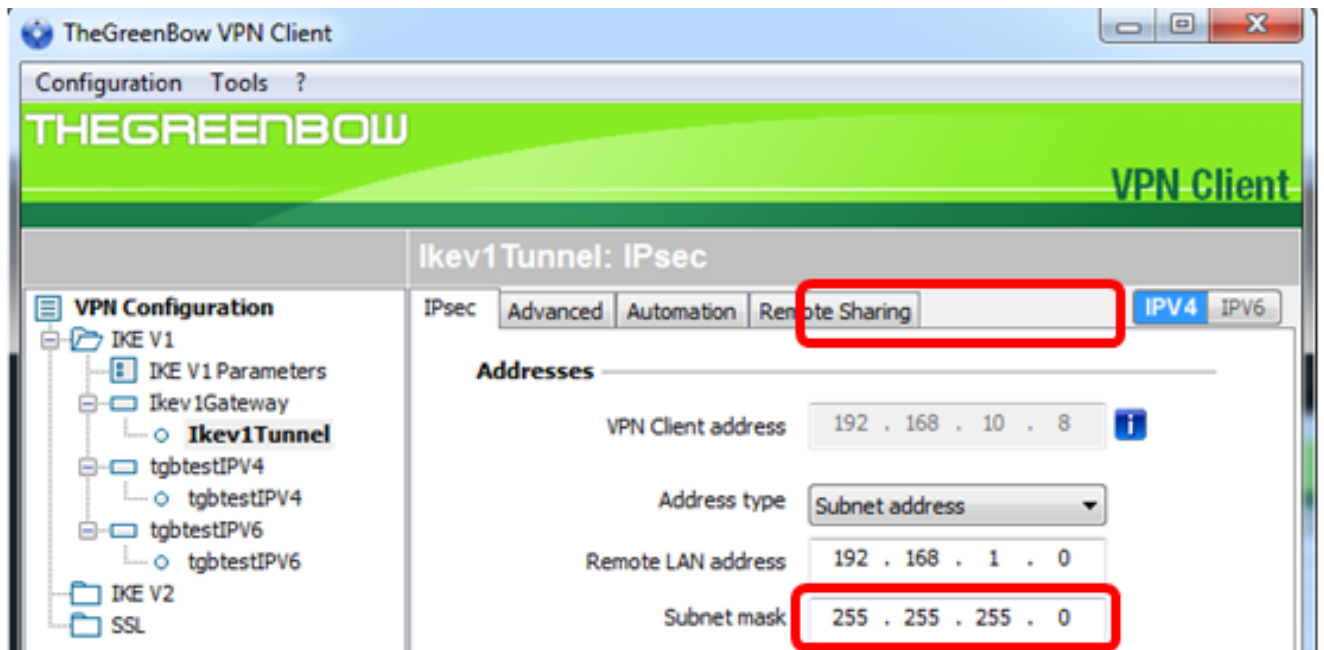 TheGreenBow VPN Client
Configuration Tools ?
THEGREENBOW
VPN Client
Ikev1Tunnel: IPsec
VPN Configuration
IKE V1
IKE V1 Parameters
Ikev1Gateway
Ikev1Tunnel
tgbtestIPV4
tgbtestIPV4
tgbtestIPV6
tgbtestIPV6
IKE V2
SSL
IPsec Advanced Automation Remote Sharing IPV4 IPV6
Addresses
VPN Client address 192 . 168 . 10 . 8
Address type Subnet address
Remote LAN address 192 . 168 . 1 . 0
Subnet mask 255 . 255 . 255 . 0